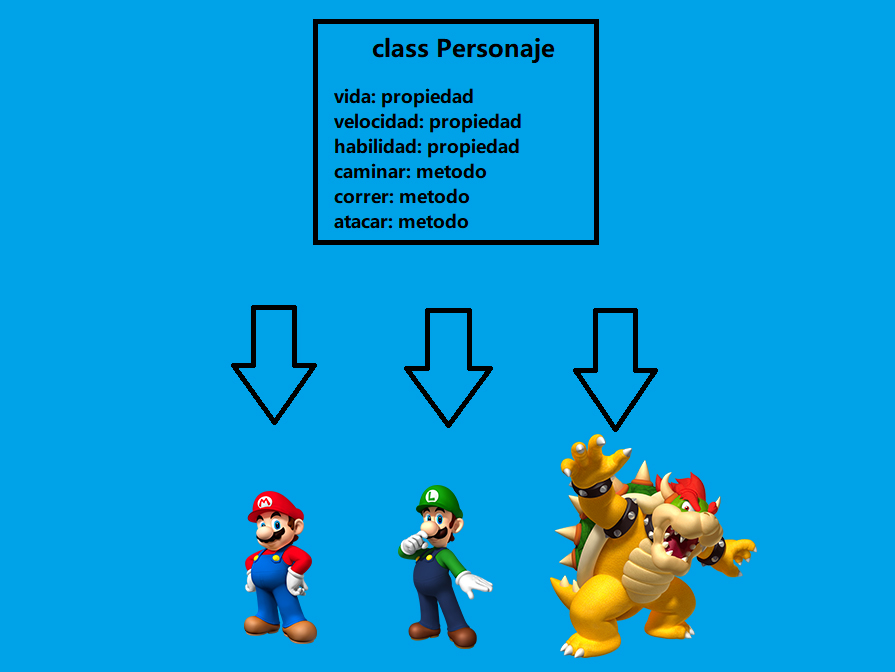 class Personaje
vida: propiedad
velocidad: propiedad
habilidad: propiedad
caminar: metodo
correr: metodo
atacar: metodo
M
L